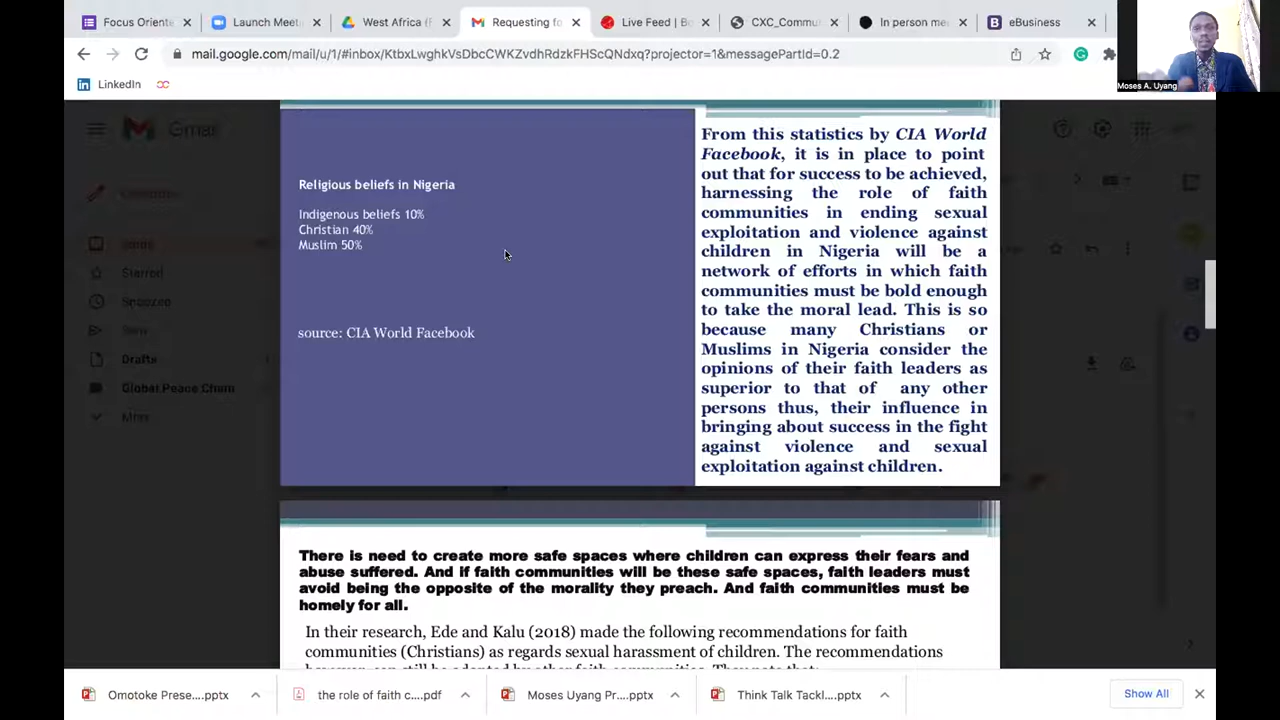 Focus Oriente
Launch Meeti
West Africa (F
Requesting fo
Live Feed | Bo
CXC_Commu
In person me
eBusiness
mail.google.com/mail/u/1/#inbox/KtbxLwghkVsDbcCWKZvdhRdzkFHScQNdxq?projector=1&messagePartId=0.2
Moses A. Uyang
LinkedIn
Gmail
Inbox
Starred
Snoozed
Drafts
Global Peace Chain
More
Religious beliefs in Nigeria
Indigenous beliefs 10%
Christian 40%
Muslim 50%
source: CIA World Facebook
From this statistics by CIA World
Facebook, it is in place to point
out that for success to be achieved,
harnessing the role of faith
communities in ending sexual
exploitation and violence against
children in Nigeria will be a
network of efforts in which faith
communities must be bold enough
to take the moral lead. This is so
because many Christians or
Muslims in Nigeria consider the
opinions of their faith leaders as
superior to that of any other
persons thus, their influence in
bringing about success in the fight
against violence and sexual
exploitation against children.
There is need to create more safe spaces where children can express their fears and
abuse suffered. And if faith communities will be these safe spaces, faith leaders must
avoid being the opposite of the morality they preach. And faith communities must be
homely for all.
In their research, Ede and Kalu (2018) made the following recommendations for faith
communities (Christians) as regards sexual harassment of children. The recommendations
Omotoke Prese....pptx
the role of faith c....pdf
Moses Uyang Pr....pptx
Think Talk Tackl....pptx
Show All